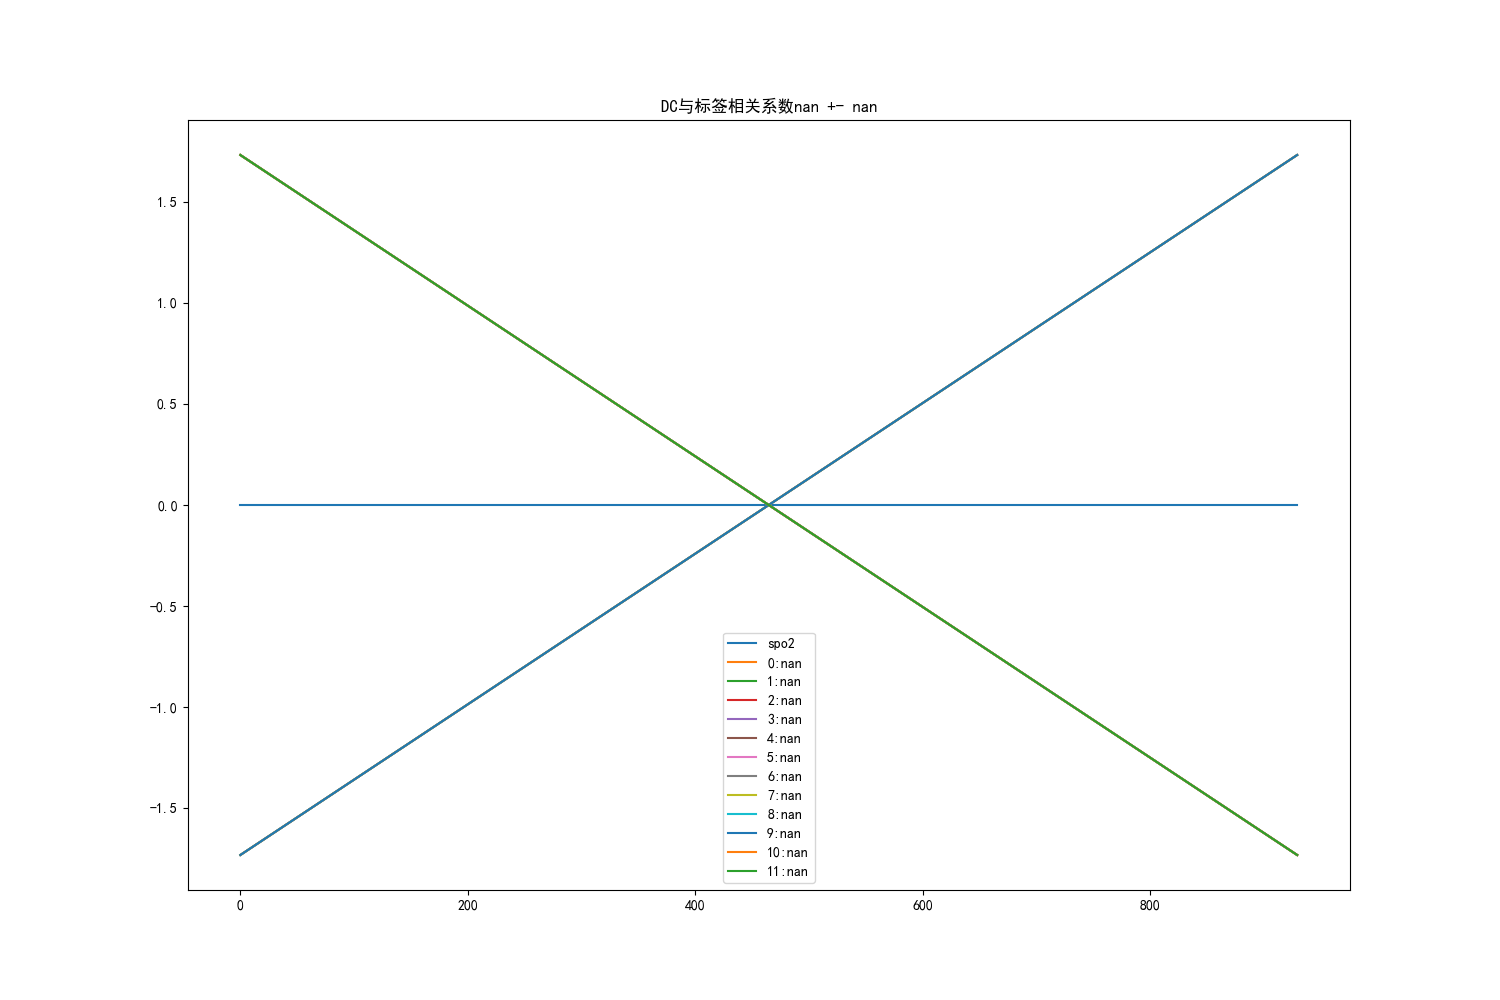 DC与标签相关系数nan +- nan
1.5
1.0
0.5
0.0
-0.5
-1.0
-1.5
spo2
0:nan
1:nan
2:nan
3:nan
4:nan
5:nan
6:nan
7:nan
8:nan
9:nan
10:nan
11:nan
0 200 400 600 800